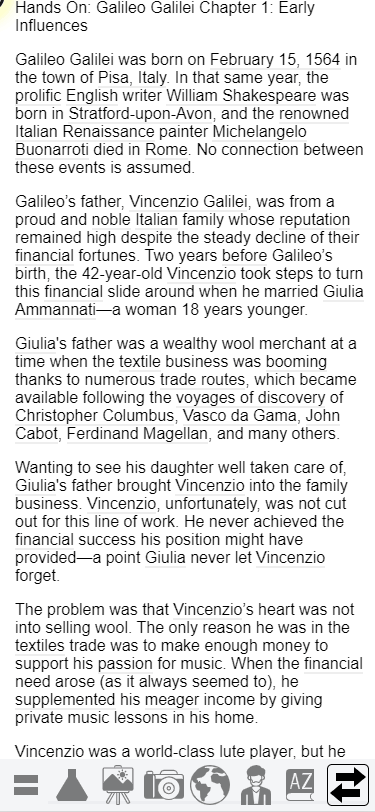 Hands On: Galileo Galilei Chapter 1: Early
Influences
Galileo Galilei was born on February 15, 1564 in
the town of Pisa, Italy. In that same year, the
prolific English writer William Shakespeare was
born in Stratford-upon-Avon, and the renowned
Italian Renaissance painter Michelangelo
Buonarroti died in Rome. No connection between
these events is assumed.
Galileo’s father, Vincenzio Galilei, was from a
proud and noble Italian family whose reputation
remained high despite the steady decline of their
financial fortunes. Two years before Galileo’s
birth, the 42-year-old Vincenzio took steps to turn
this financial slide around when he married Giulia
Ammannati—a woman 18 years younger.
Giulia's father was a wealthy wool merchant at a
time when the textile business was booming
thanks to numerous trade routes, which became
available following the voyages of discovery of
Christopher Columbus, Vasco da Gama, John
Cabot, Ferdinand Magellan, and many others.
Wanting to see his daughter well taken care of,
Giulia's father brought Vincenzio into the family
business. Vincenzio, unfortunately, was not cut
out for this line of work. He never achieved the
financial success his position might have
provided—a point Giulia never let Vincenzio
forget.
The problem was that Vincenzio’s heart was not
into selling wool. The only reason he was in the
textiles trade was to make enough money to
support his passion for music. When the financial
need arose (as it always seemed to), he
supplemented his meager income by giving
private music lessons in his home.
Vincenzio was a world-class lute player, but he
AZ